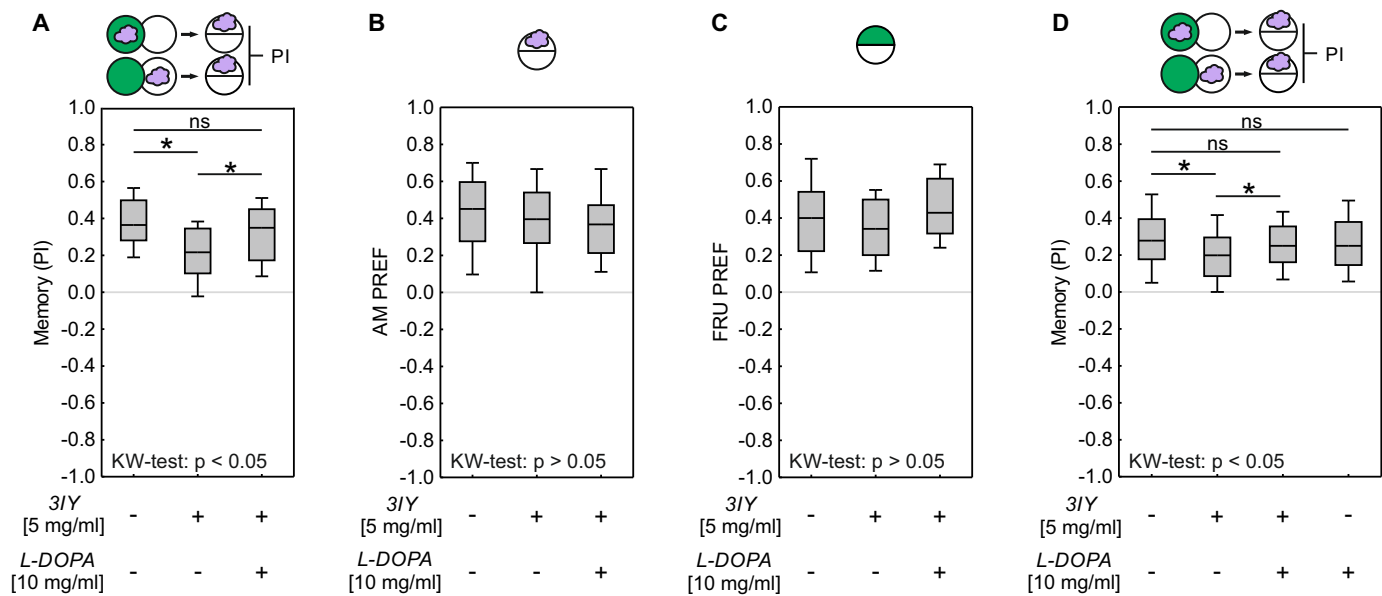 A
PI
Memory (PI)
1.0
0.8
0.6
0.4
0.2
0.0
-0.2
-0.4
-0.6
-0.8
-1.0
ns
*
*
KW-test: p < 0.05
B
AM PREF
1.0
0.8
0.6
0.4
0.2
0.0
-0.2
-0.4
-0.6
-0.8
-1.0
KW-test: p > 0.05
C
FRU PREF
1.0
0.8
0.6
0.4
0.2
0.0
-0.2
-0.4
-0.6
-0.8
-1.0
KW-test: p > 0.05
D
PI
Memory (PI)
1.0
0.8
0.6
0.4
0.2
0.0
-0.2
-0.4
-0.6
-0.8
-1.0
ns
ns
*
*
KW-test: p < 0.05
3IY
[5 mg/ml]
- + +
L-DOPA
[10 mg/ml]
- - +
3IY
[5 mg/ml]
- + +
L-DOPA
[10 mg/ml]
- - +
3IY
[5 mg/ml]
- + +
L-DOPA
[10 mg/ml]
- - +
3IY
[5 mg/ml]
- + + -
L-DOPA
[10 mg/ml]
- - + +